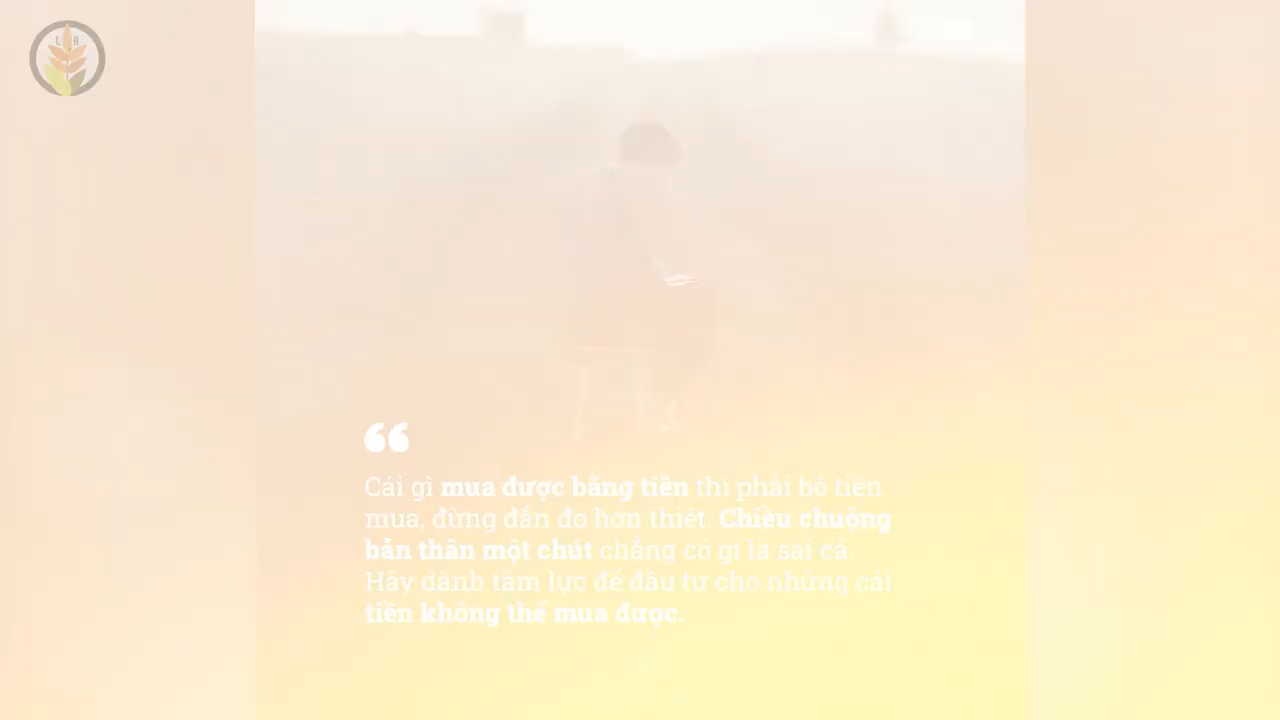 L A
“
Cái gì mua được bằng tiền thì phải bỏ tiền
mua, đừng đắn đo hơn thiệt. Chiều chuộng
bản thân một chút chẳng có gì là sai cả.
Hãy dành tâm lực để đầu tư cho những cái
tiền không thể mua được.